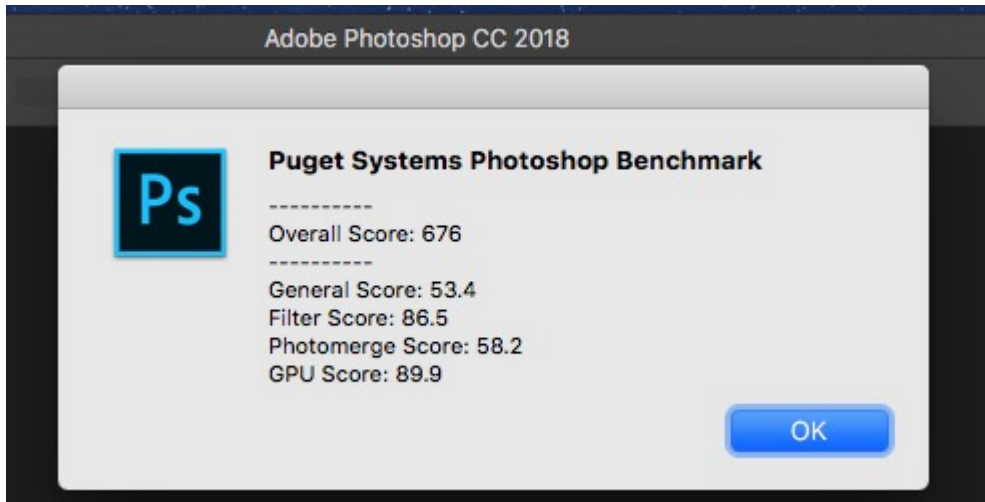 Adobe Photoshop CC 2018
Ps
Puget Systems Photoshop Benchmark
----------
Overall Score: 676
----------
General Score: 53.4
Filter Score: 86.5
Photomerge Score: 58.2
GPU Score: 89.9
OK